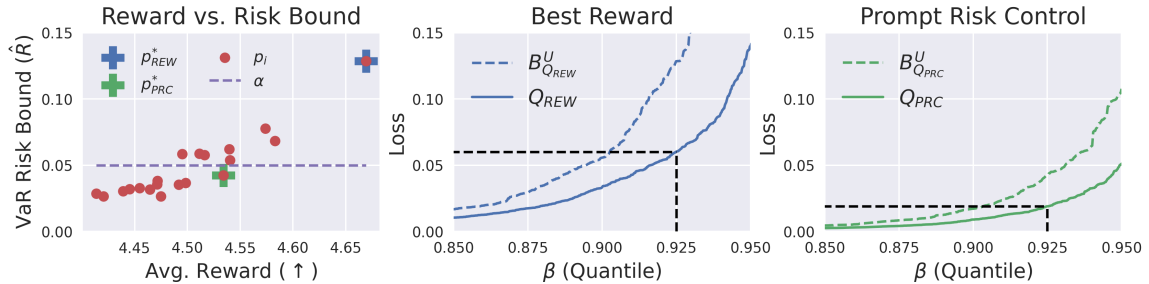 Reward vs. Risk Bound
VaR Risk Bound (R̂)
0.15
0.10
0.05
0.00
p*REW
p*PRC
pi
α
4.45 4.50 4.55 4.60 4.65
Avg. Reward (↑)
Best Reward
Loss
0.15
0.10
0.05
0.00
B^U_QREW
QREW
0.850 0.875 0.900 0.925 0.950
β (Quantile)
Prompt Risk Control
Loss
0.15
0.10
0.05
0.00
B^U_QPRC
QPRC
0.850 0.875 0.900 0.925 0.950
β (Quantile)